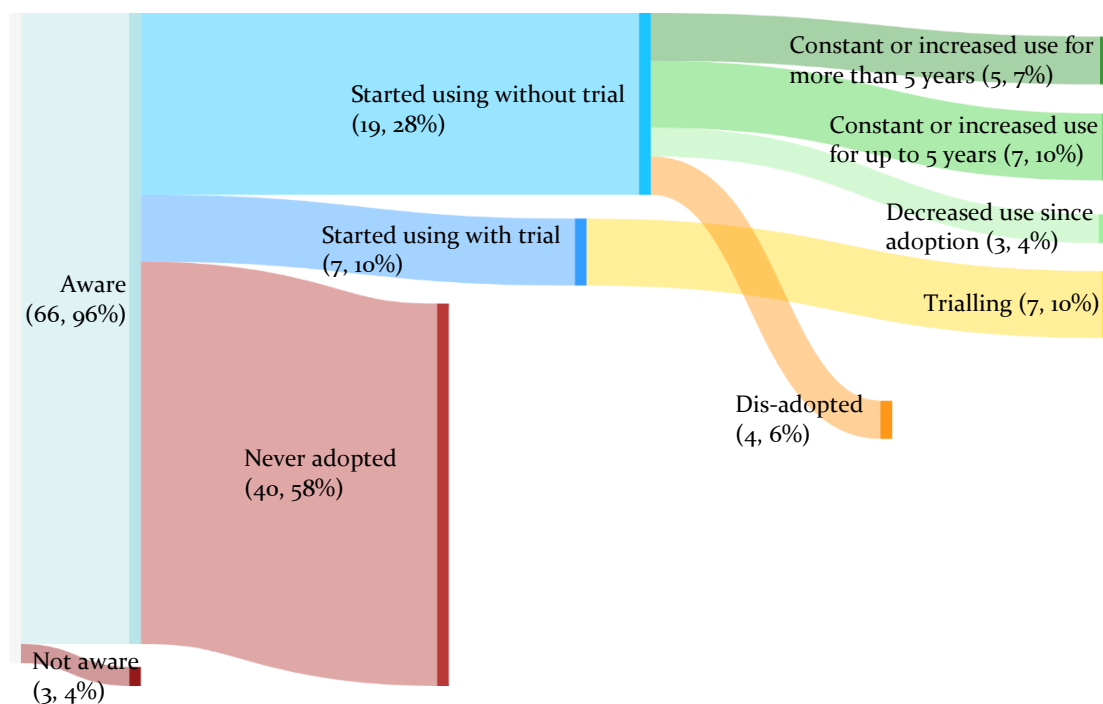 Aware
(66, 96%)
Not aware
(3, 4%)
Started using without trial
(19, 28%)
Started using with trial
(7, 10%)
Never adopted
(40, 58%)
Constant or increased use for
more than 5 years (5, 7%)
Constant or increased use
for up to 5 years (7, 10%)
Decreased use since
adoption (3, 4%)
Trialling (7, 10%)
Dis-adopted
(4, 6%)